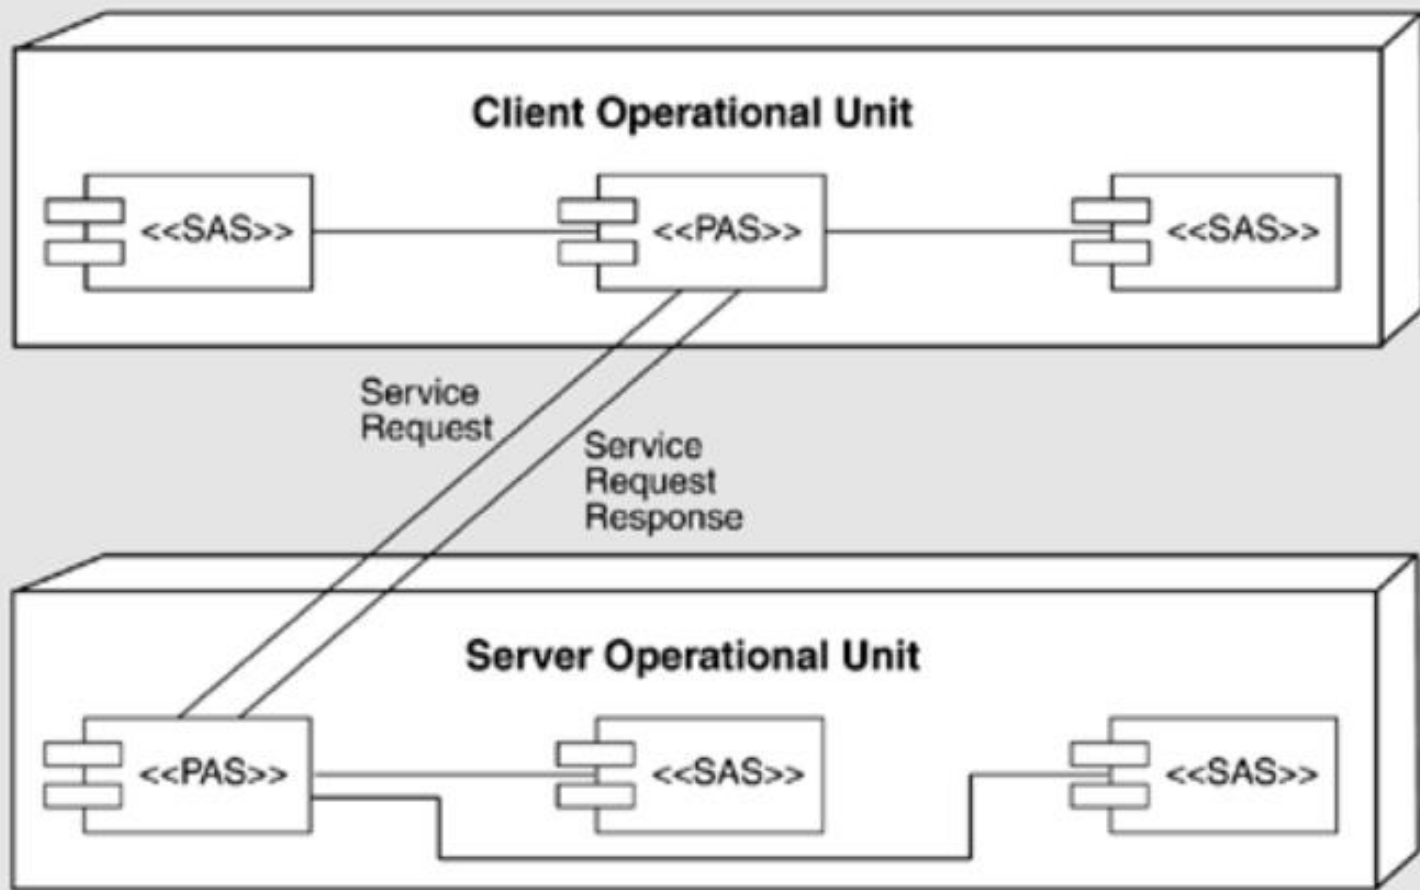 Client Operational Unit
<<SAS>>
<<PAS>>
<<SAS>>
Service
Request
Service
Request
Response
Server Operational Unit
<<PAS>>
<<SAS>>
<<SAS>>